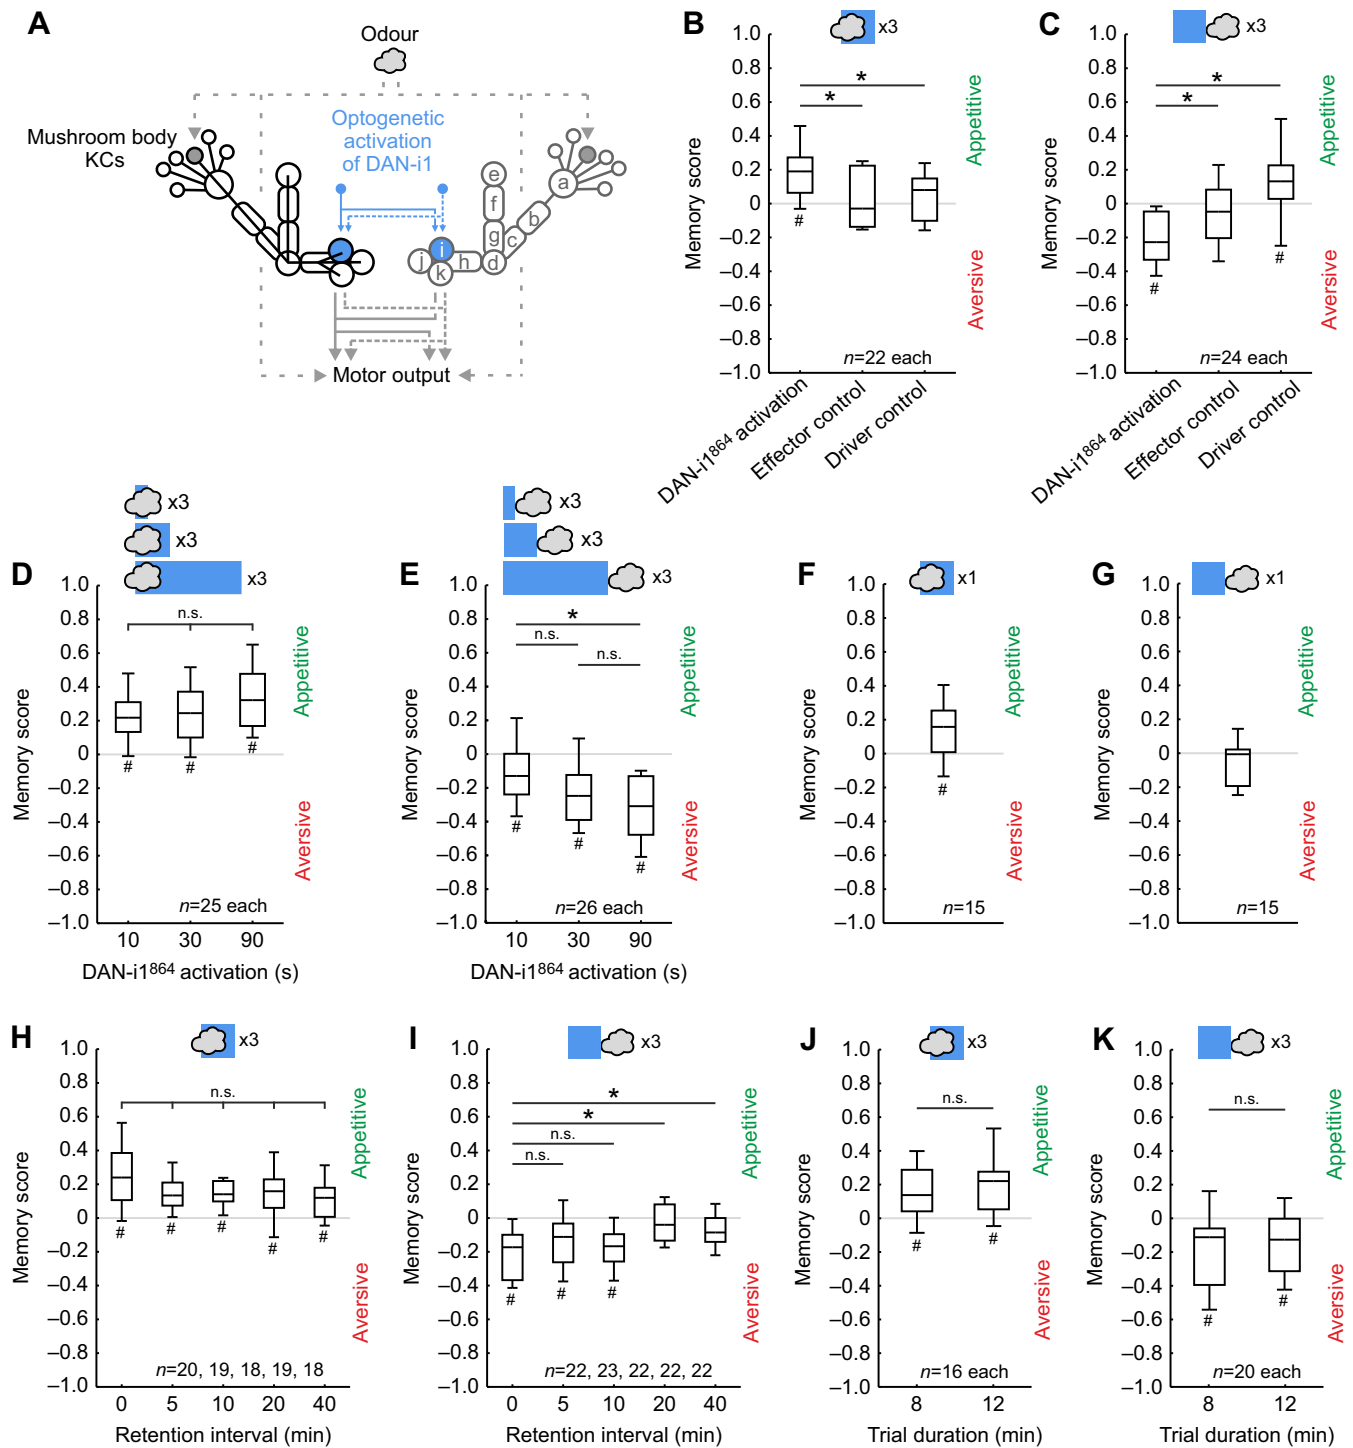 A
Odour
Optogenetic
activation
of DAN-i1
Mushroom body
KCs
a
b
c
d
e
f
g
h
i
j
k
Motor output
B
x3
1.0
0.8
0.6
0.4
0.2
0
–0.2
–0.4
–0.6
–0.8
–1.0
Memory score
* *
#
Appetitive
Aversive
n=22 each
DAN-i1864 activation
Effector control
Driver control
C
x3
1.0
0.8
0.6
0.4
0.2
0
–0.2
–0.4
–0.6
–0.8
–1.0
Memory score
* *
# #
Appetitive
Aversive
n=24 each
DAN-i1864 activation
Effector control
Driver control
D
x3
x3
x3
1.0
0.8
0.6
0.4
0.2
0
–0.2
–0.4
–0.6
–0.8
–1.0
Memory score
n.s.
# # #
Appetitive
Aversive
n=25 each
10 30 90
DAN-i1864 activation (s)
E
x3
x3
x3
1.0
0.8
0.6
0.4
0.2
0
–0.2
–0.4
–0.6
–0.8
–1.0
Memory score
*
n.s.
n.s.
# # #
Appetitive
Aversive
n=26 each
10 30 90
DAN-i1864 activation (s)
F
x1
1.0
0.8
0.6
0.4
0.2
0
–0.2
–0.4
–0.6
–0.8
–1.0
Memory score
#
Appetitive
Aversive
n=15
G
x1
1.0
0.8
0.6
0.4
0.2
0
–0.2
–0.4
–0.6
–0.8
–1.0
Memory score
Appetitive
Aversive
n=15
H
x3
1.0
0.8
0.6
0.4
0.2
0
–0.2
–0.4
–0.6
–0.8
–1.0
Memory score
n.s.
# # # # #
Appetitive
Aversive
n=20, 19, 18, 19, 18
0 5 10 20 40
Retention interval (min)
I
x3
1.0
0.8
0.6
0.4
0.2
0
–0.2
–0.4
–0.6
–0.8
–1.0
Memory score
*
*
n.s.
n.s.
# # #
Appetitive
Aversive
n=22, 23, 22, 22, 22
0 5 10 20 40
Retention interval (min)
J
x3
1.0
0.8
0.6
0.4
0.2
0
–0.2
–0.4
–0.6
–0.8
–1.0
Memory score
n.s.
# #
Appetitive
Aversive
n=16 each
8 12
Trial duration (min)
K
x3
1.0
0.8
0.6
0.4
0.2
0
–0.2
–0.4
–0.6
–0.8
–1.0
Memory score
n.s.
# #
Appetitive
Aversive
n=20 each
8 12
Trial duration (min)